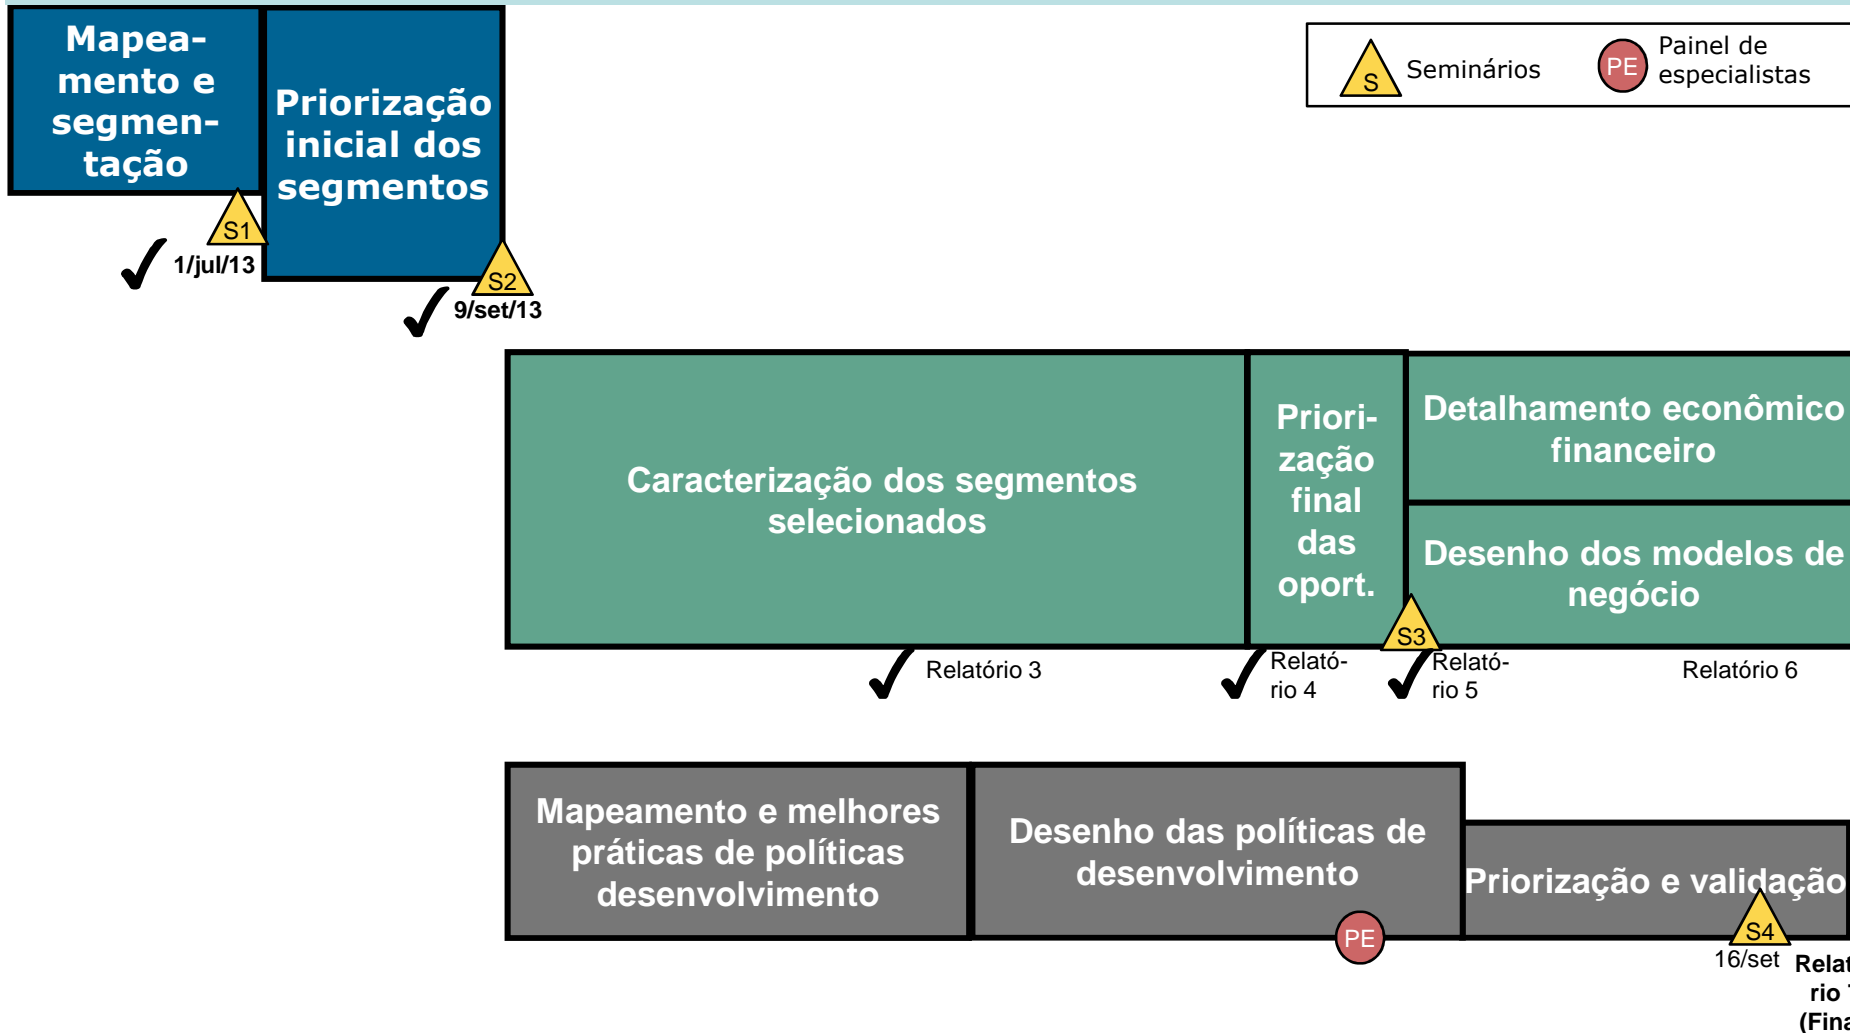 Mapea-
mento e
segmen-
tação
Priorização
inicial dos
segmentos
S
Seminários
PE
Painel de
especialistas
S1
1/jul/13
S2
9/set/13
Caracterização dos segmentos
selecionados
Priori-
zação
final
das
oport.
Detalhamento econômico
financeiro
Desenho dos modelos de
negócio
S3
Relatório 3
Relató-
rio 4
Relató-
rio 5
Relatório 6
Mapeamento e melhores
práticas de políticas
desenvolvimento
Desenho das políticas de
desenvolvimento
Priorização e validação
PE
S4
16/set
rio